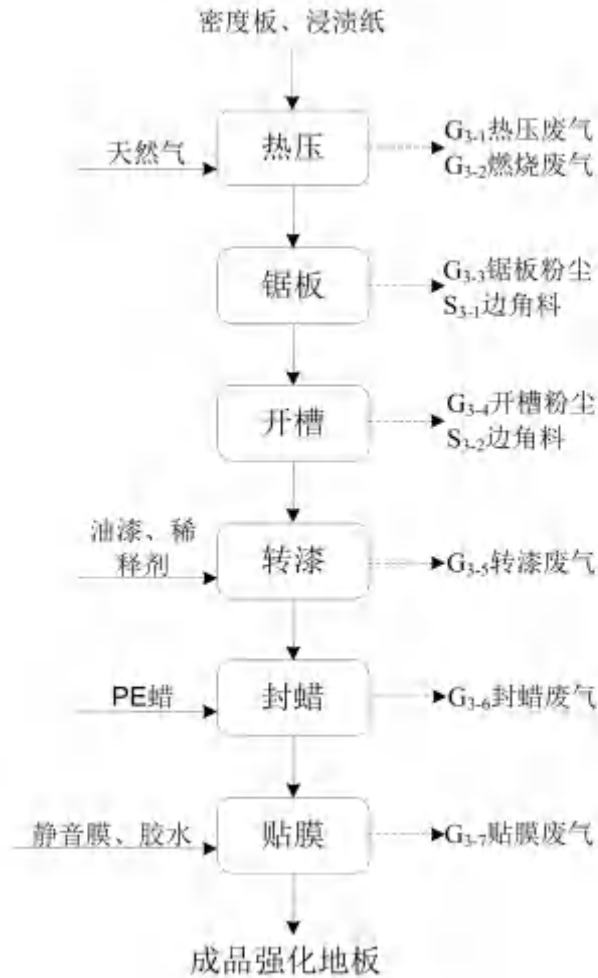 密度板、浸渍纸
天然气
热压
G3-1热压废气
G3-2燃烧废气
锯板
G3-3锯板粉尘
S3-1边角料
开槽
G3-4开槽粉尘
S3-2边角料
油漆、稀
释剂
转漆
G3-5转漆废气
PE蜡
封蜡
G3-6封蜡废气
静音膜、胶水
贴膜
G3-7贴膜废气
成品强化地板